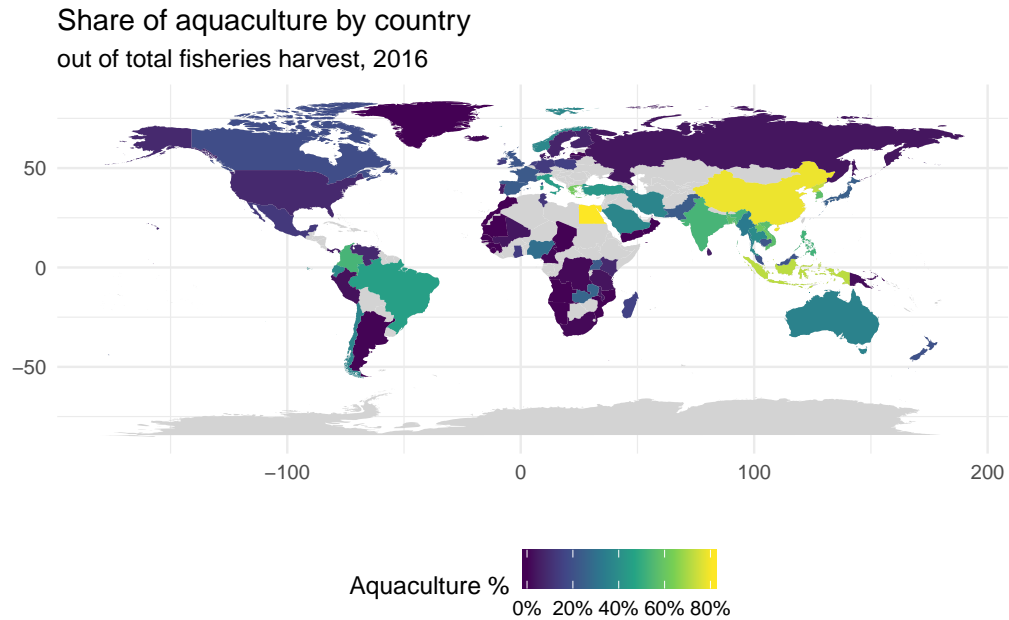 Share of aquaculture by country
out of total fisheries harvest, 2016
50
0
−50
−100 0 100 200
Aquaculture %
0% 20% 40% 60% 80%